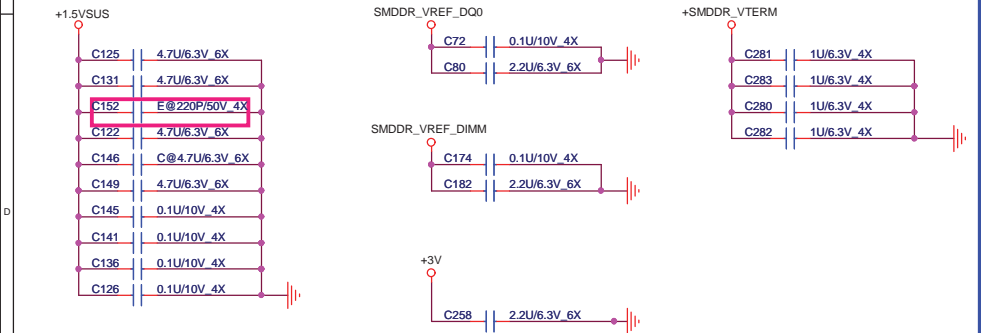 +1.5VSUS
C125 4.7U/6.3V_6X
C131 4.7U/6.3V_6X
C152 E@220P/50V_4X
C122 4.7U/6.3V_6X
C146 C@4.7U/6.3V_6X
C149 4.7U/6.3V_6X
C145 0.1U/10V_4X
C141 0.1U/10V_4X
C136 0.1U/10V_4X
C126 0.1U/10V_4X
D
SMDDR_VREF_DQ0
C72 0.1U/10V_4X
C80 2.2U/6.3V_6X
SMDDR_VREF_DIMM
C174 0.1U/10V_4X
C182 2.2U/6.3V_6X
+3V
C258 2.2U/6.3V_6X
+SMDDR_VTERM
C281 1U/6.3V_4X
C283 1U/6.3V_4X
C280 1U/6.3V_4X
C282 1U/6.3V_4X